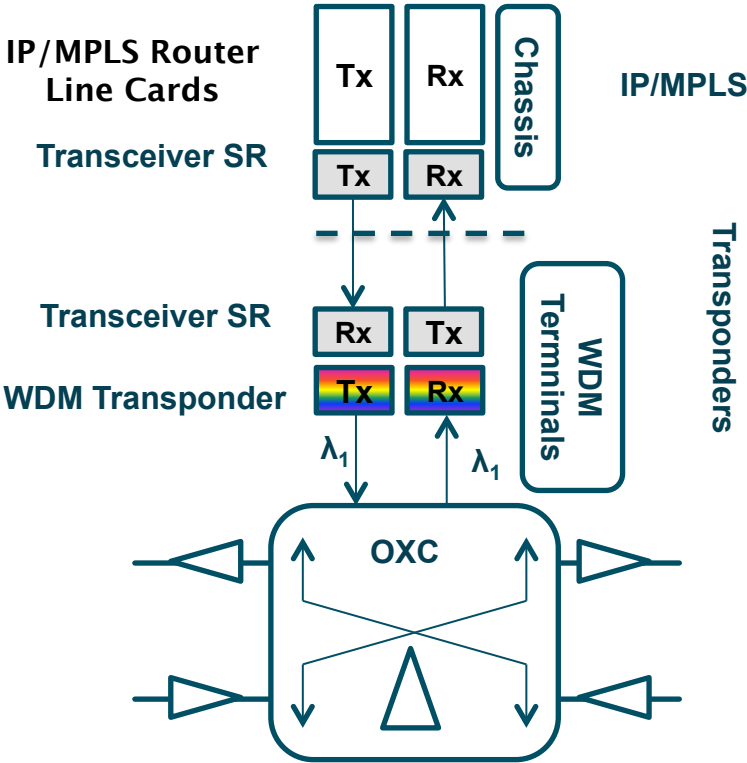 IP/MPLS Router
Line Cards
Tx
Rx
Chassis
IP/MPLS
Transceiver SR
Tx
Rx
Transponders
Transceiver SR
Rx
Tx
WDM
Termninals
WDM Transponder
Tx
Rx
λ₁
λ₁
OXC